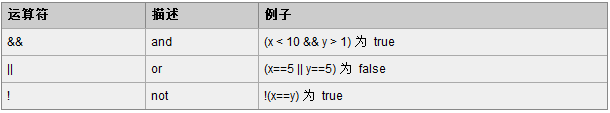 运算符 描述 例子
&& and (x < 10 && y > 1) 为 true
|| or (x==5 || y==5) 为 false
! not !(x==y) 为 true